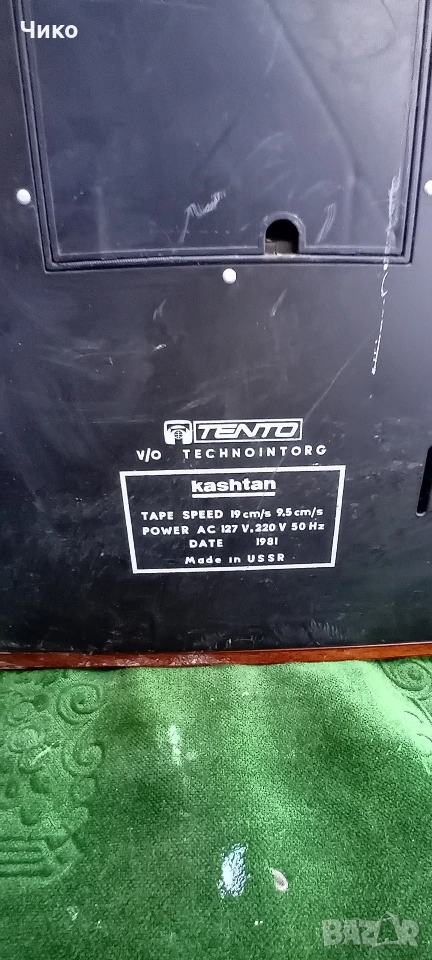 Чико
TENTO
V/O TECHNOINTORG
kashtan
TAPE SPEED 19 cm/s 9.5 cm/s
POWER AC 127 V, 220 V 50 Hz
DATE 1981
Made in USSR
BAZAR